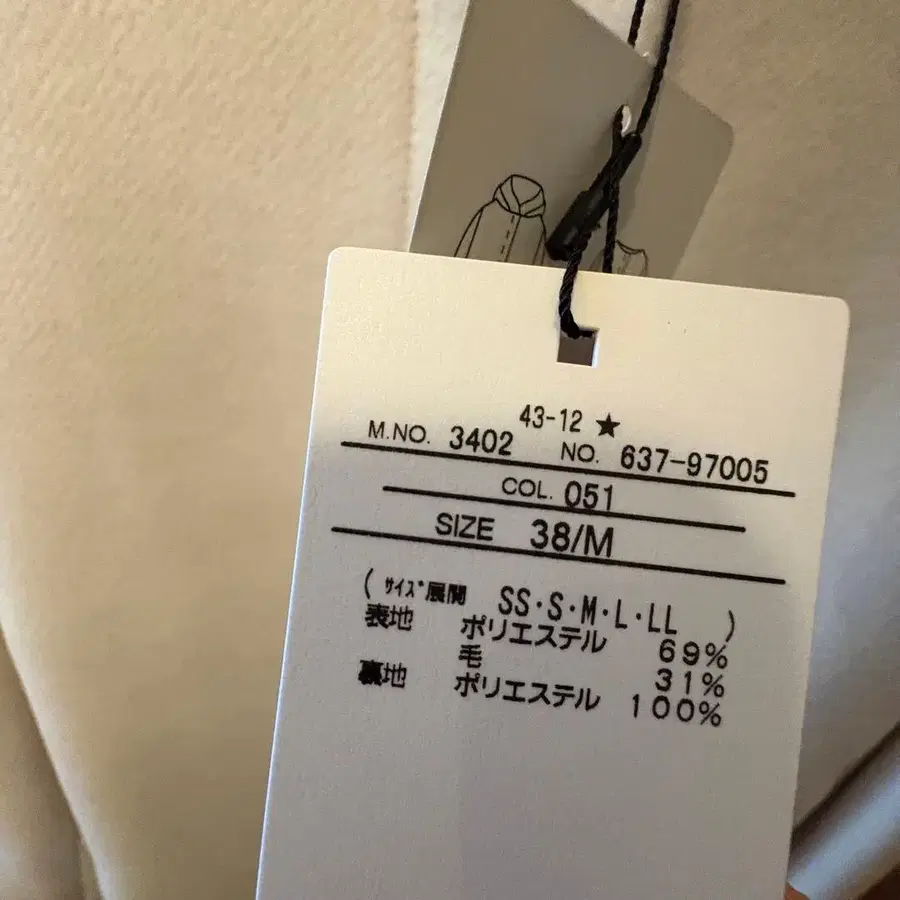 43-12 ★
M.NO. 3402 NO. 637-97005
COL. 051
SIZE 38/M
( ｻｲｽﾞ展開 SS･S･M･L･LL )
表地 ポリエステル 69%
毛 31%
裏地 ポリエステル 100%